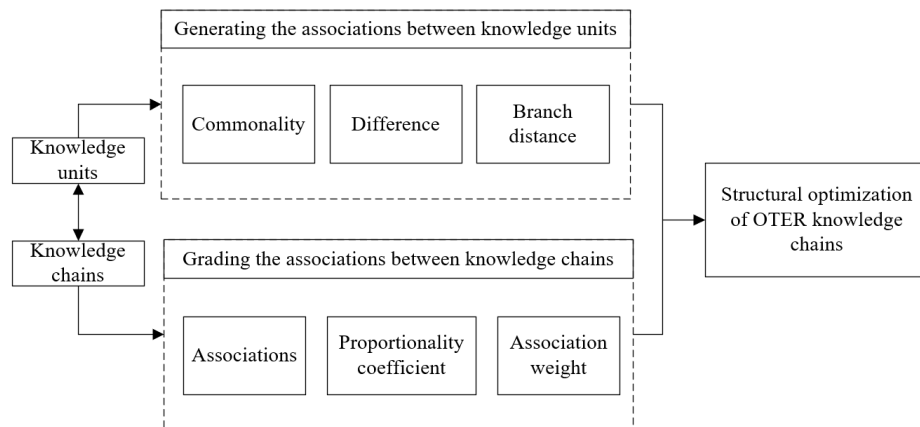 Generating the associations between knowledge units
Commonality
Difference
Branch
distance
Knowledge
units
Knowledge
chains
Grading the associations between knowledge chains
Associations
Proportionality
coefficient
Association
weight
Structural optimization
of OTER knowledge
chains